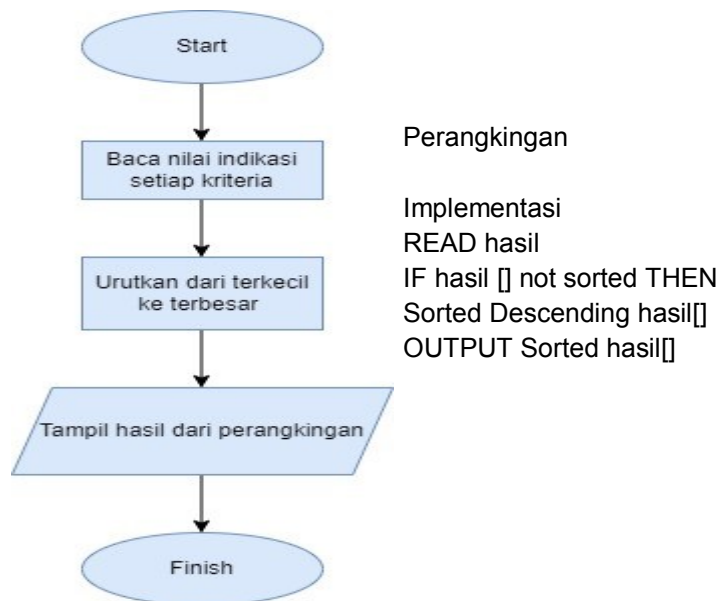 Start
Baca nilai indikasi
setiap kriteria
Urutkan dari terkecil
ke terbesar
Tampil hasil dari perangkingan
Finish
Perangkingan
Implementasi
READ hasil
IF hasil [] not sorted THEN
Sorted Descending hasil[]
OUTPUT Sorted hasil[]